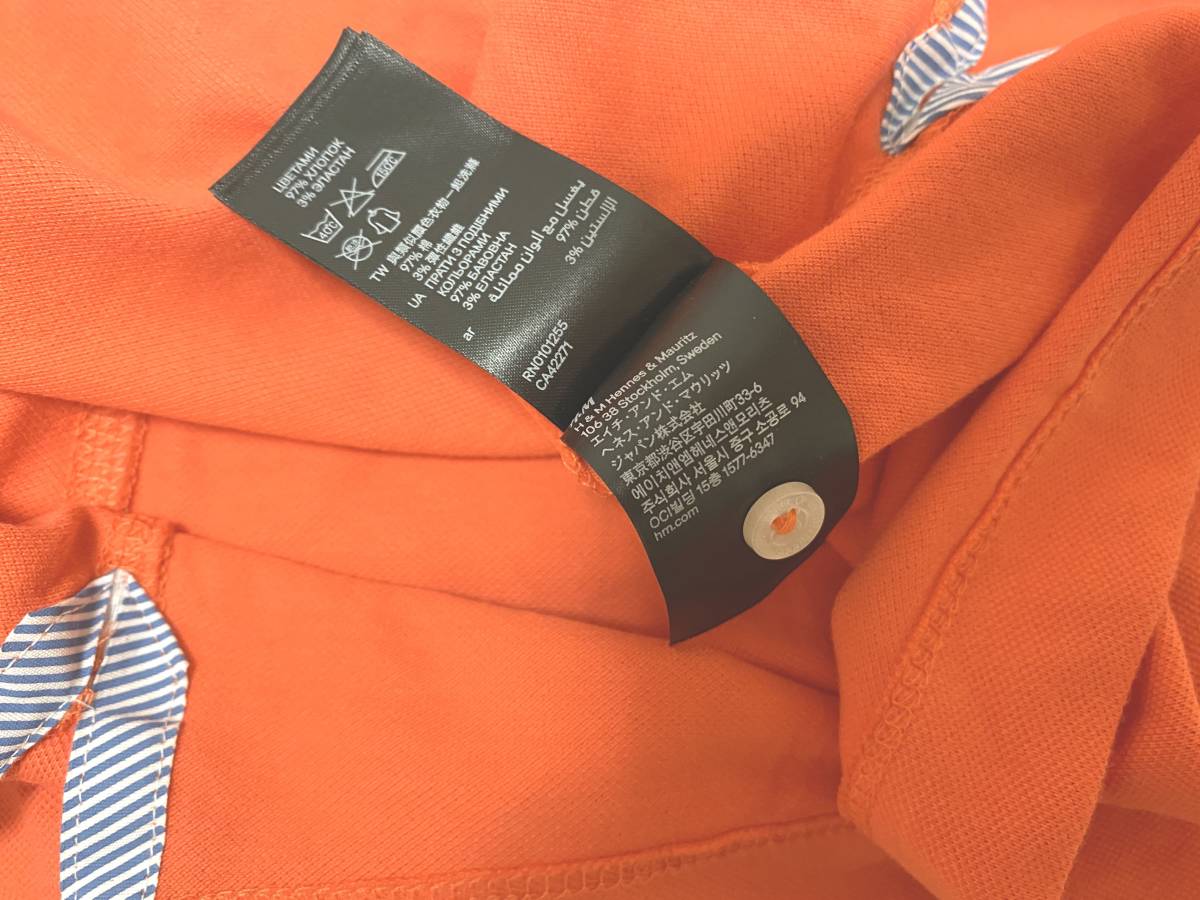 ЦВЕТАМИ
97% ХЛОПОК
3% ЭЛАСТАН
40°C
150°C
TW 與類似顏色衣物一起洗滌
97% 棉
3% 彈性纖維
UA ПРАТИ З ПОДІБНИМИ
КОЛЬОРАМИ
97% БАВОВНА
3% ЕЛАСТАН
ar يغسل مع ألوان مماثلة
97% قطن
3% الإلستين
RN0101255
CA42271
H & M Hennes & Mauritz
106 38 Stockholm, Sweden
エイチ・アンド・エム
ヘネス・アンド・マウリッツ
ジャパン株式会社
東京都渋谷区宇田川町33-6
에이치앤엠헤네스앤모리츠
주식회사 서울시 중구 소공로 94
OCI빌딩 15층 1577-6347
hm.com